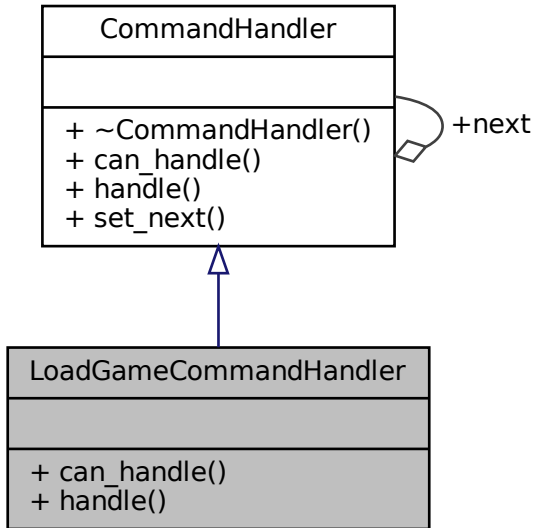 CommandHandler
+ ~CommandHandler()
+ can_handle()
+ handle()
+ set_next()
+next
LoadGameCommandHandler
+ can_handle()
+ handle()